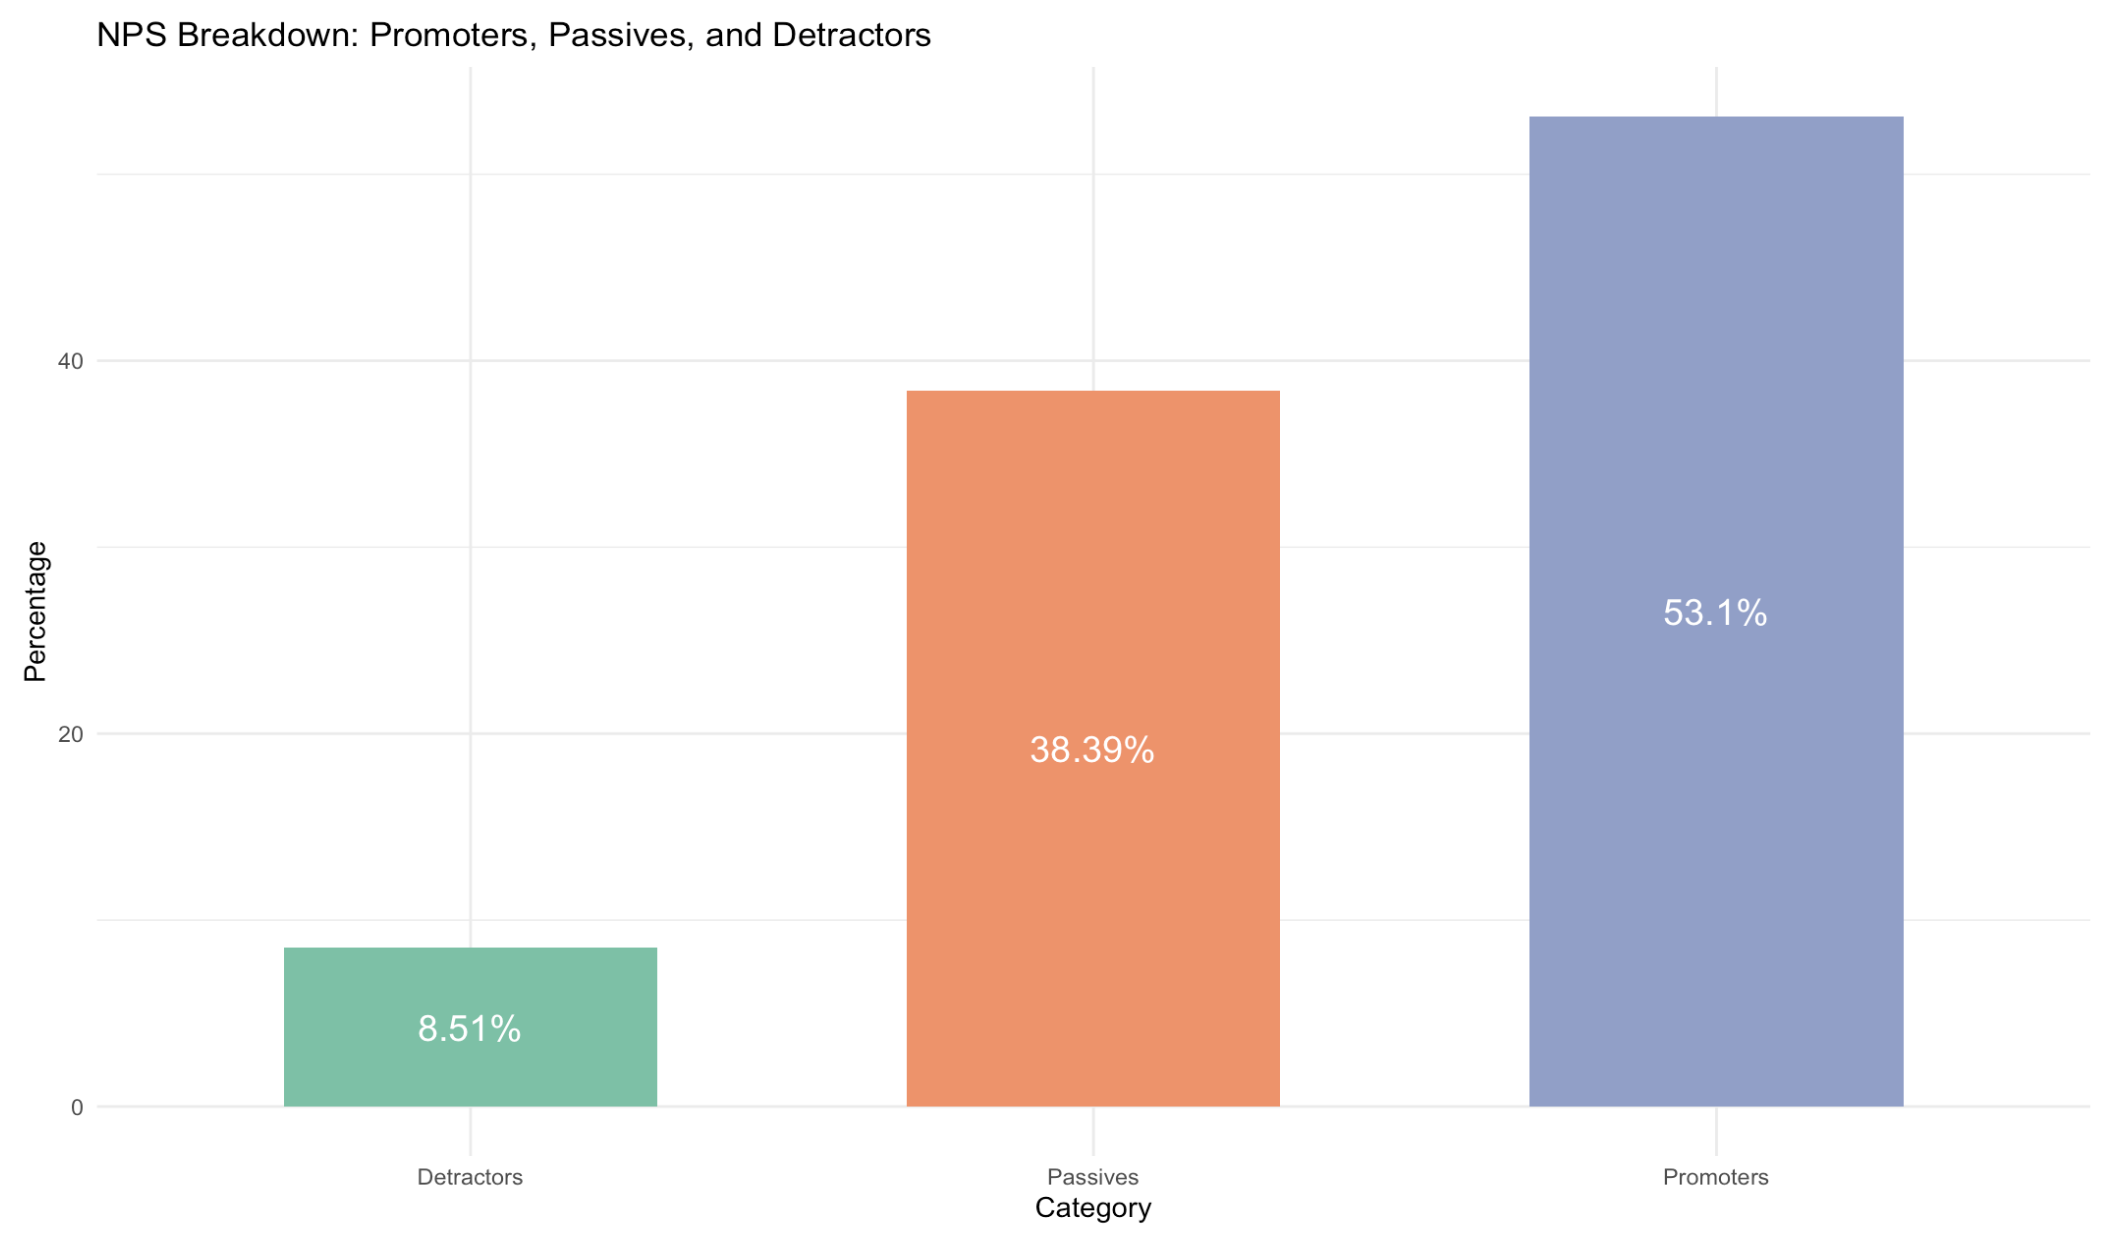 NPS Breakdown: Promoters, Passives, and Detractors
Percentage
40
20
0
53.1%
38.39%
8.51%
Detractors
Passives
Promoters
Category